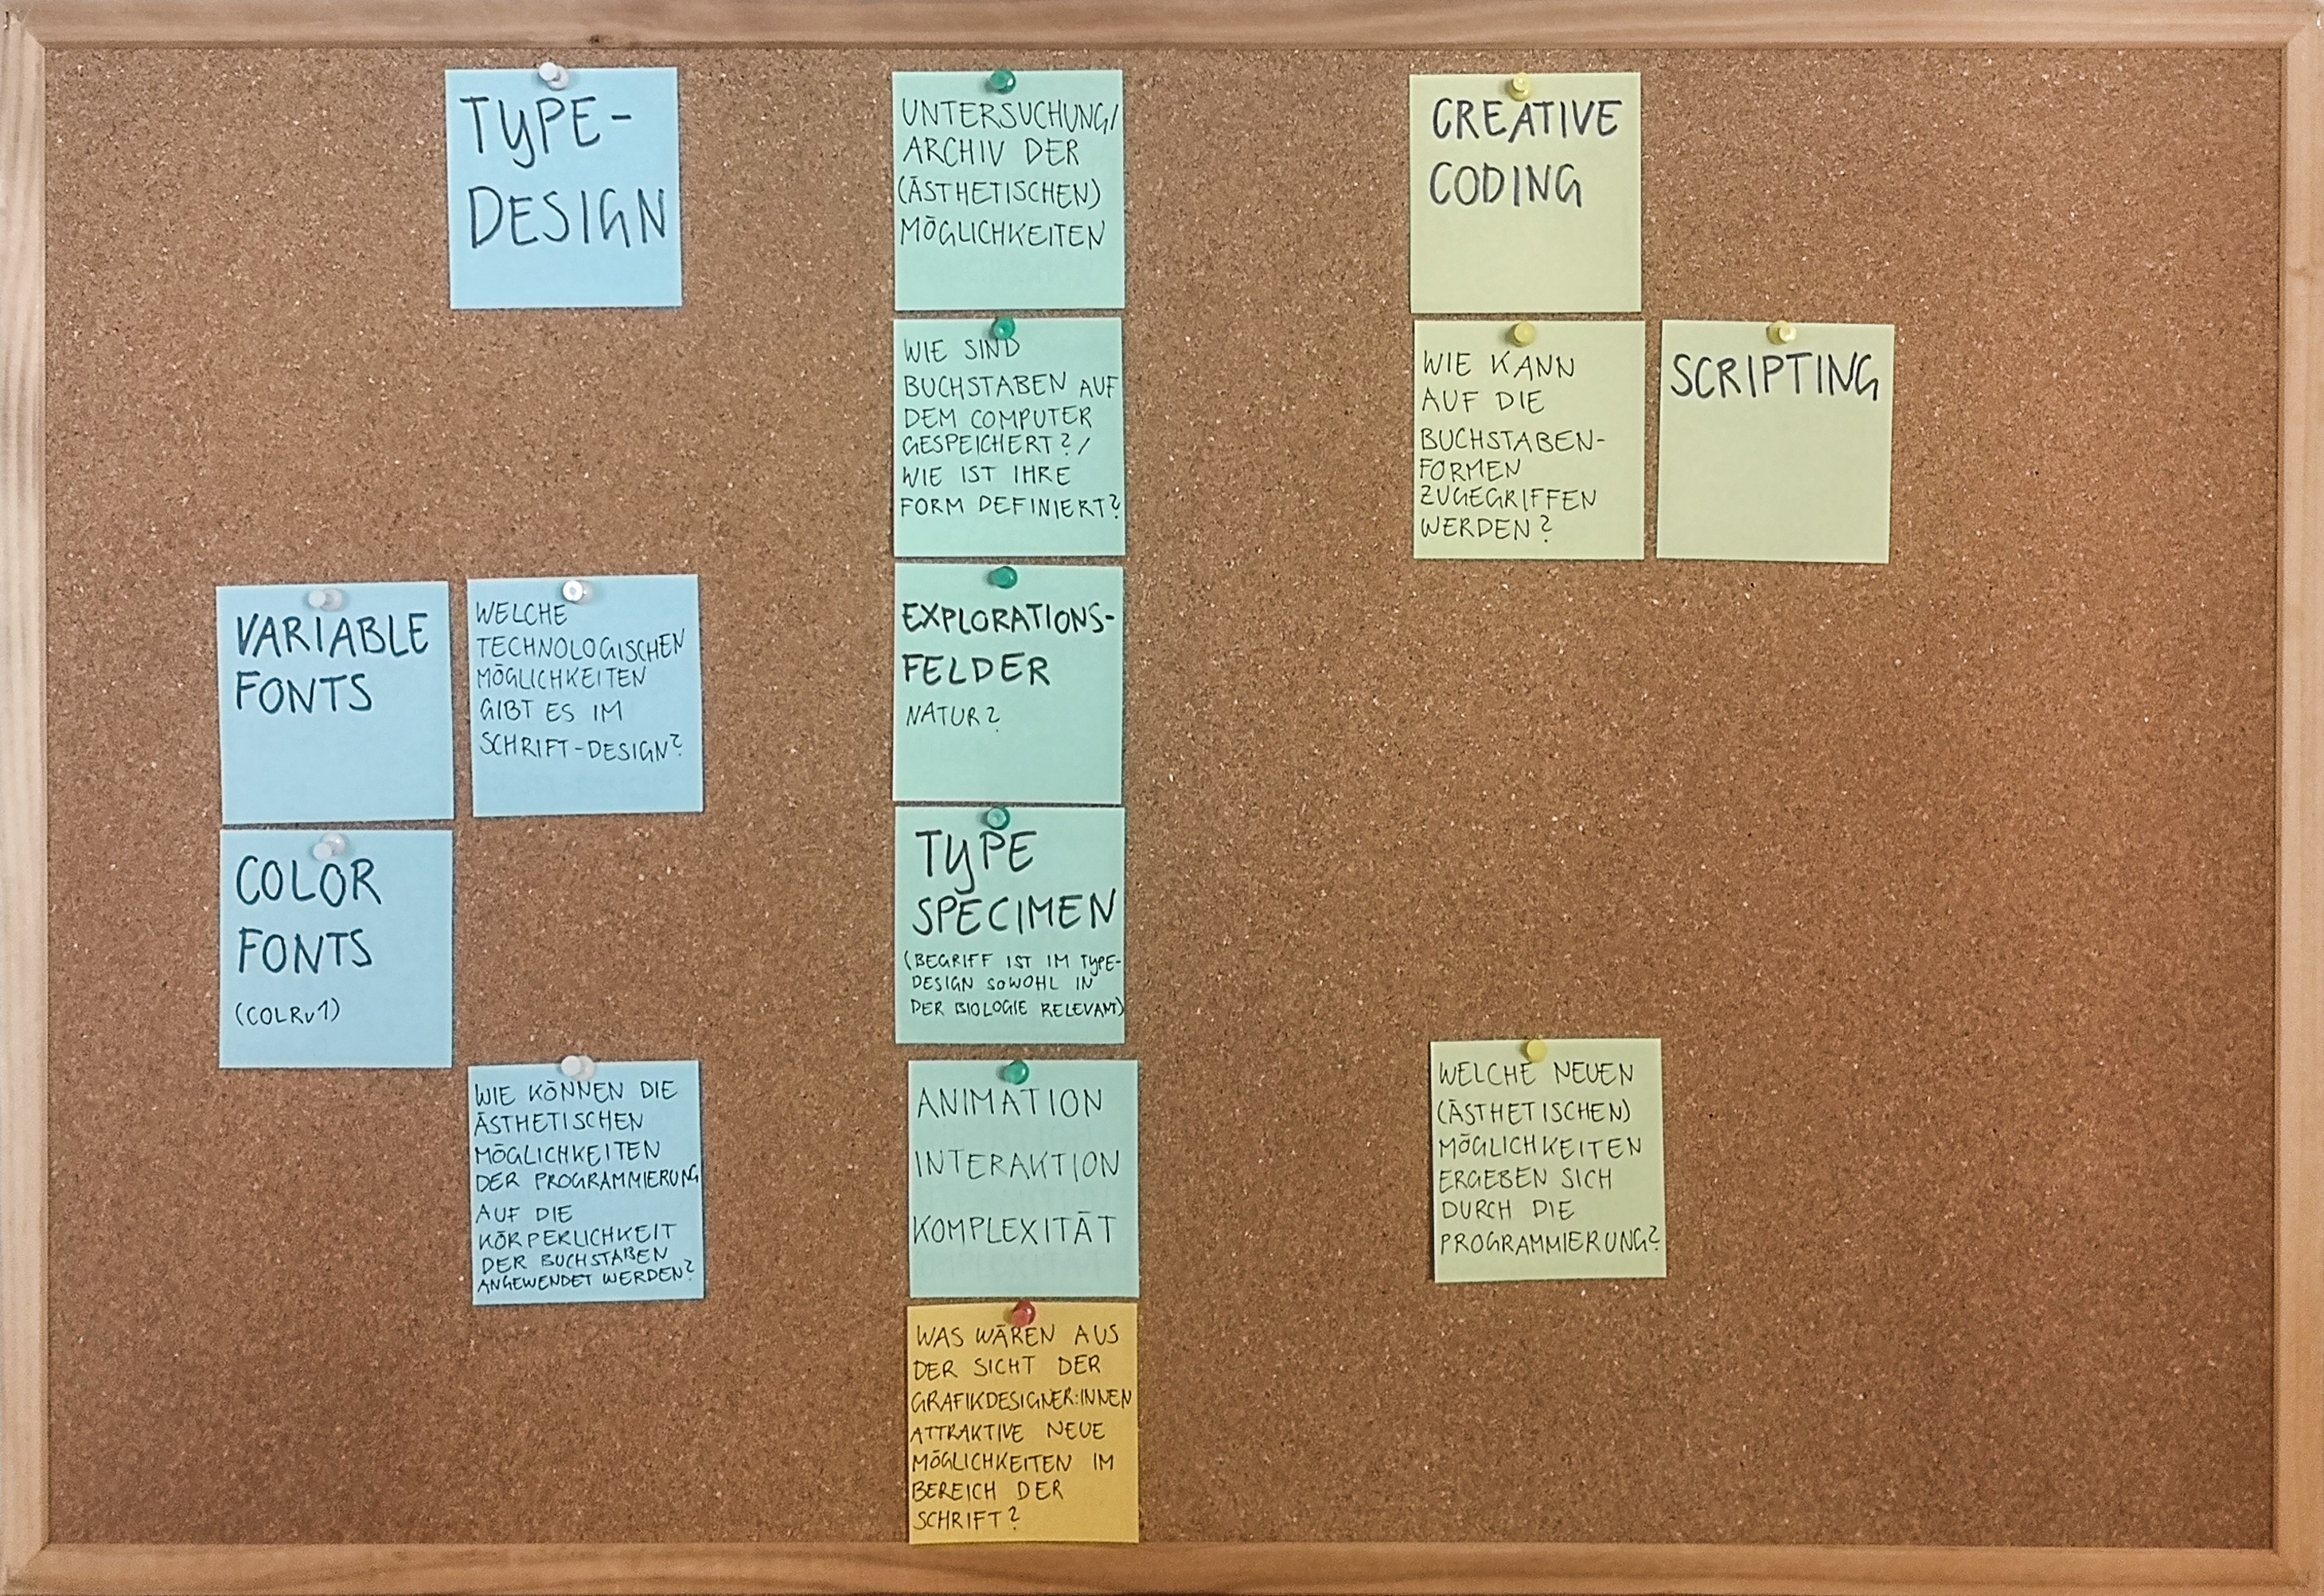 TYPE-
DESIGN
VARIABLE
FONTS
WELCHE
TECHNOLOGISCHEN
MÖGLICHKEITEN
GIBT ES IM
SCHRIFT-DESIGN?
COLOR
FONTS
(COLRv1)
WIE KÖNNEN DIE
ÄSTHETISCHEN
MÖGLICHKEITEN
DER PROGRAMMIERUNG
AUF DIE
KÖRPERLICHKEIT
DER BUCHSTABEN
ANGEWENDET WERDEN?
UNTERSUCHUNG/
ARCHIV DER
(ÄSTHETISCHEN)
MÖGLICHKEITEN
WIE SIND
BUCHSTABEN AUF
DEM COMPUTER
GESPEICHERT? /
WIE IST IHRE
FORM DEFINIERT?
EXPLORATIONS-
FELDER
NATUR?
TYPE
SPECIMEN
(BEGRIFF IST IM TYPE-
DESIGN SOWOHL IN
DER BIOLOGIE RELEVANT)
ANIMATION
INTERAKTION
KOMPLEXITÄT
WAS WÄREN AUS
DER SICHT DER
GRAFIKDESIGNER:INNEN
ATTRAKTIVE NEUE
MÖGLICHKEITEN IM
BEREICH DER
SCHRIFT?
CREATIVE
CODING
WIE KANN
AUF DIE
BUCHSTABEN-
FORMEN
ZUGEGRIFFEN
WERDEN?
SCRIPTING
WELCHE NEUEN
(ÄSTHETISCHEN)
MÖGLICHKEITEN
ERGEBEN SICH
DURCH DIE
PROGRAMMIERUNG?